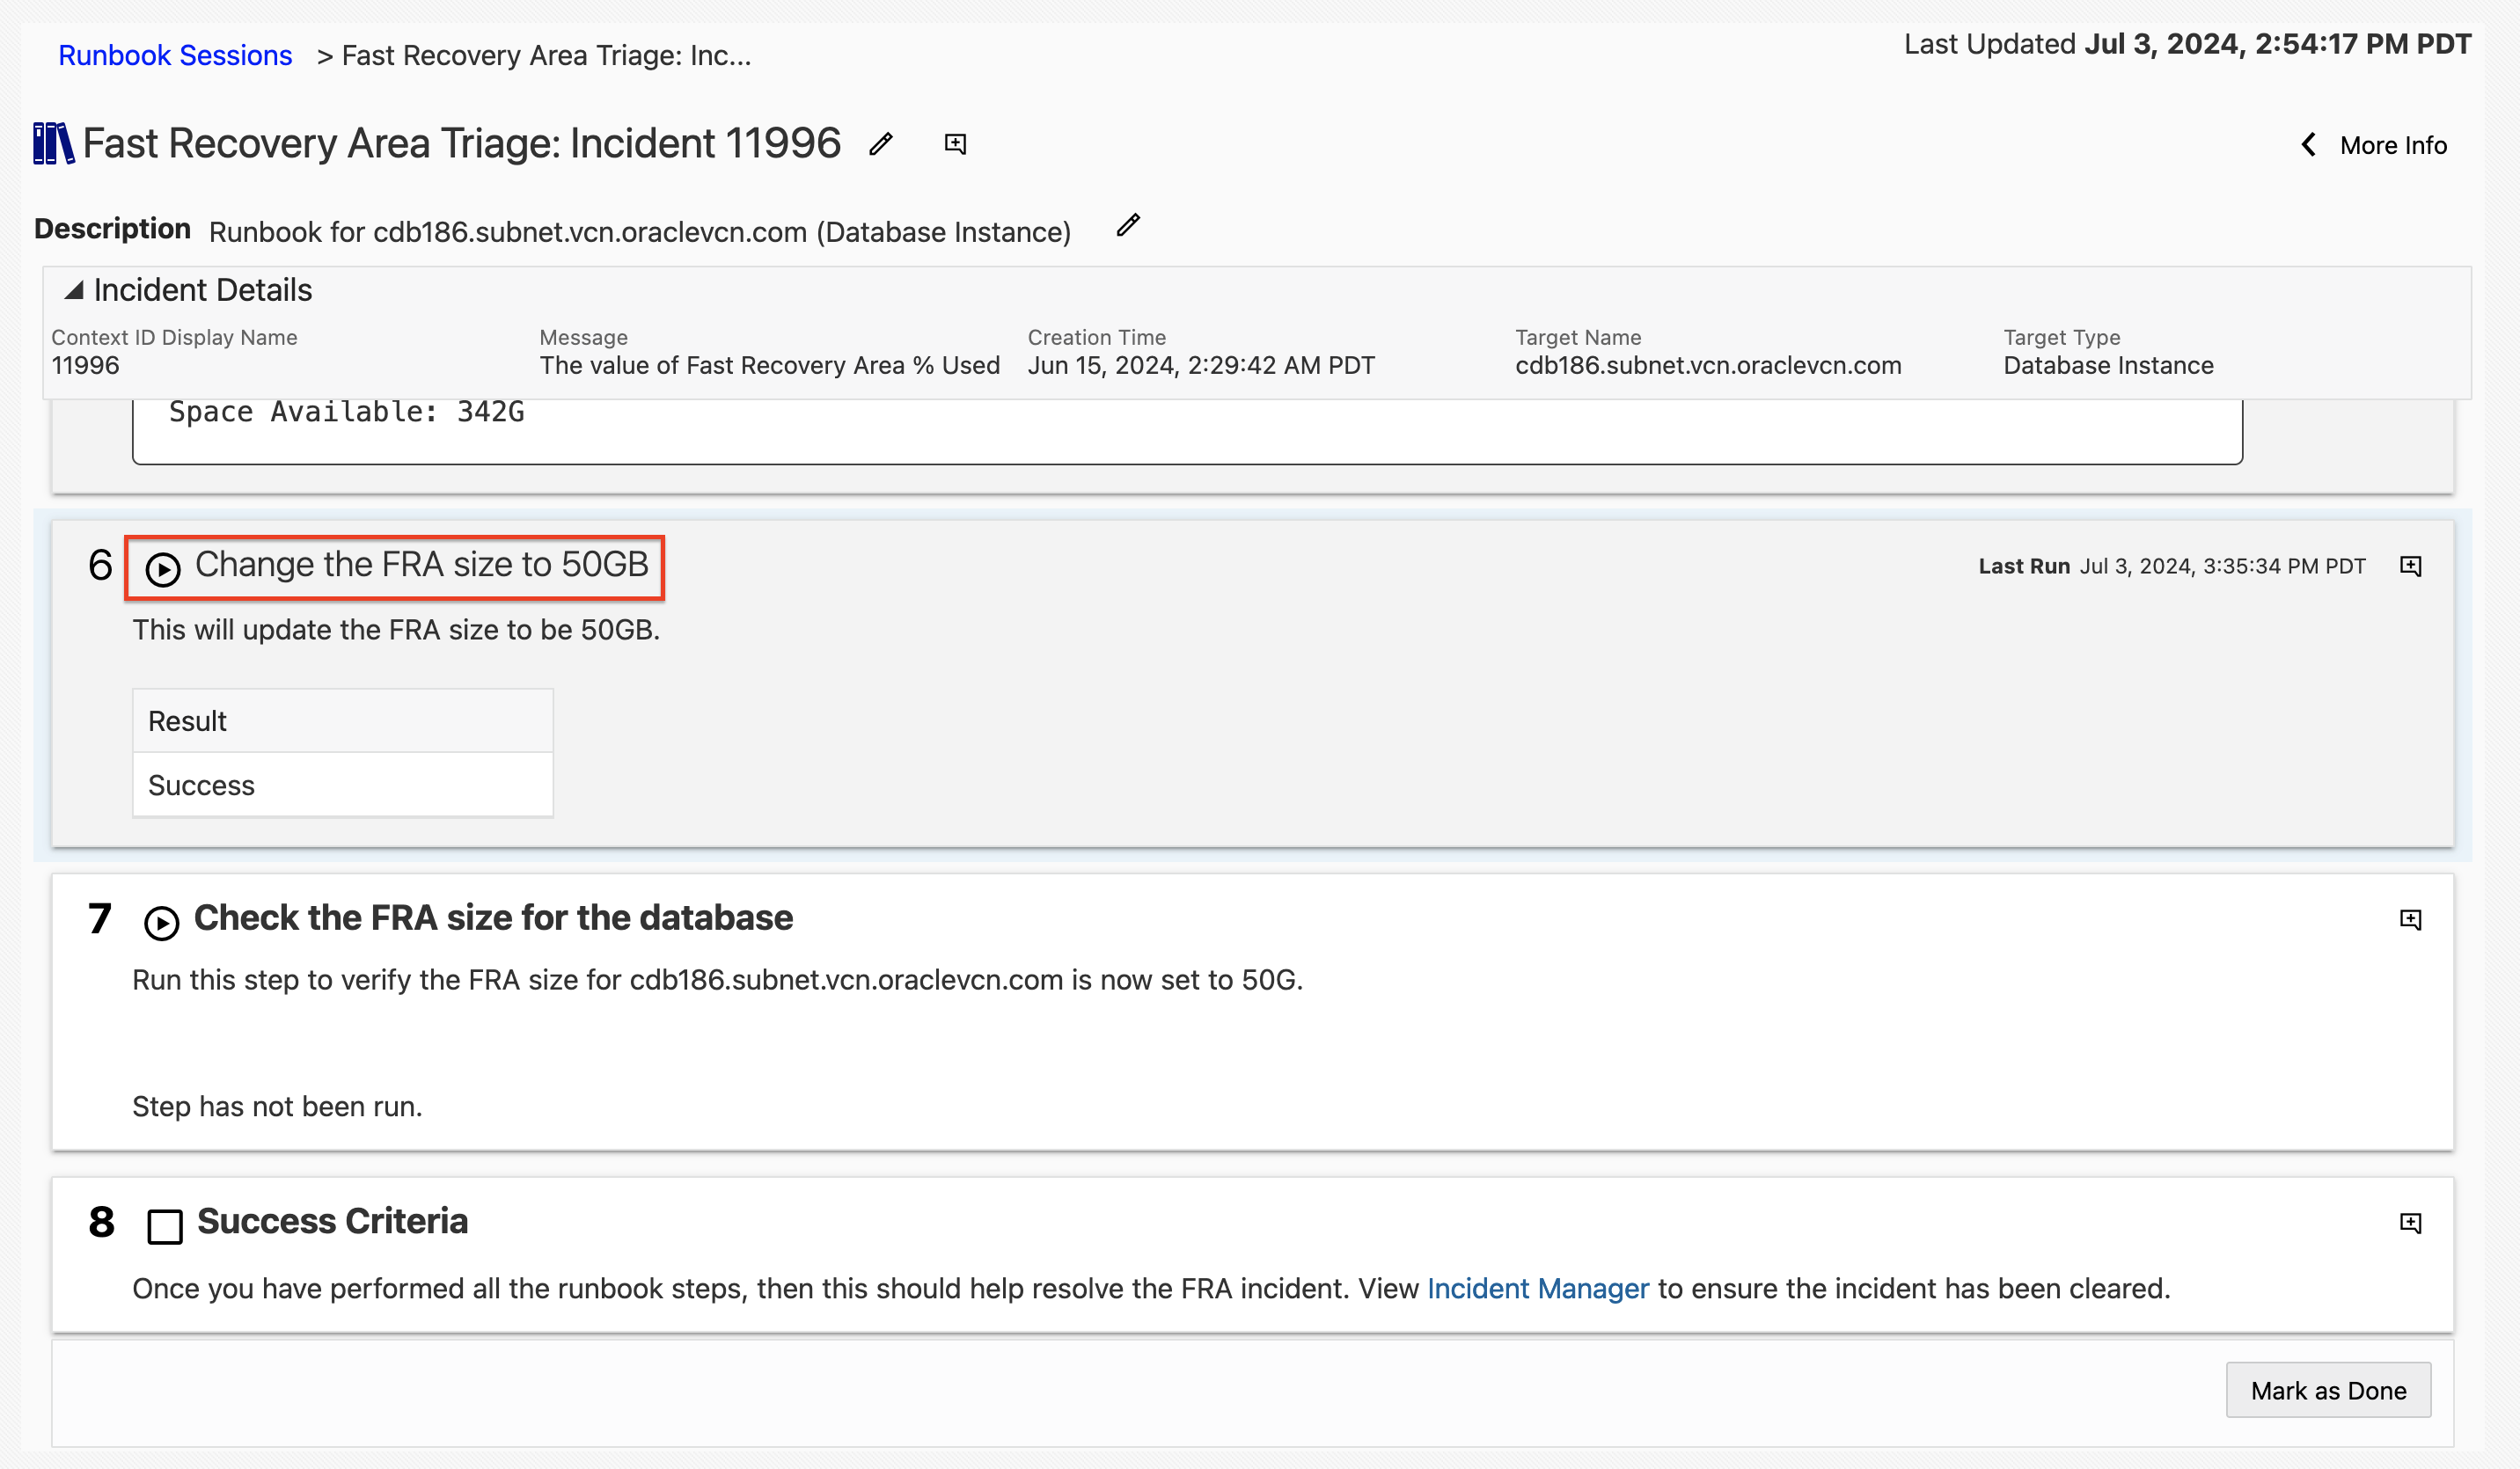 Runbook Sessions > Fast Recovery Area Triage: Inc...
Last Updated Jul 3, 2024, 2:54:17 PM PDT
Fast Recovery Area Triage: Incident 11996
More Info
Description Runbook for cdb186.subnet.vcn.oraclevcn.com (Database Instance)
Incident Details
Context ID Display Name
11996
Message
The value of Fast Recovery Area % Used
Creation Time
Jun 15, 2024, 2:29:42 AM PDT
Target Name
cdb186.subnet.vcn.oraclevcn.com
Target Type
Database Instance
Space Available: 342G
6 Change the FRA size to 50GB
Last Run Jul 3, 2024, 3:35:34 PM PDT
This will update the FRA size to be 50GB.
Result
Success
7 Check the FRA size for the database
Run this step to verify the FRA size for cdb186.subnet.vcn.oraclevcn.com is now set to 50G.
Step has not been run.
8 Success Criteria
Once you have performed all the runbook steps, then this should help resolve the FRA incident. View Incident Manager to ensure the incident has been cleared.
Mark as Done